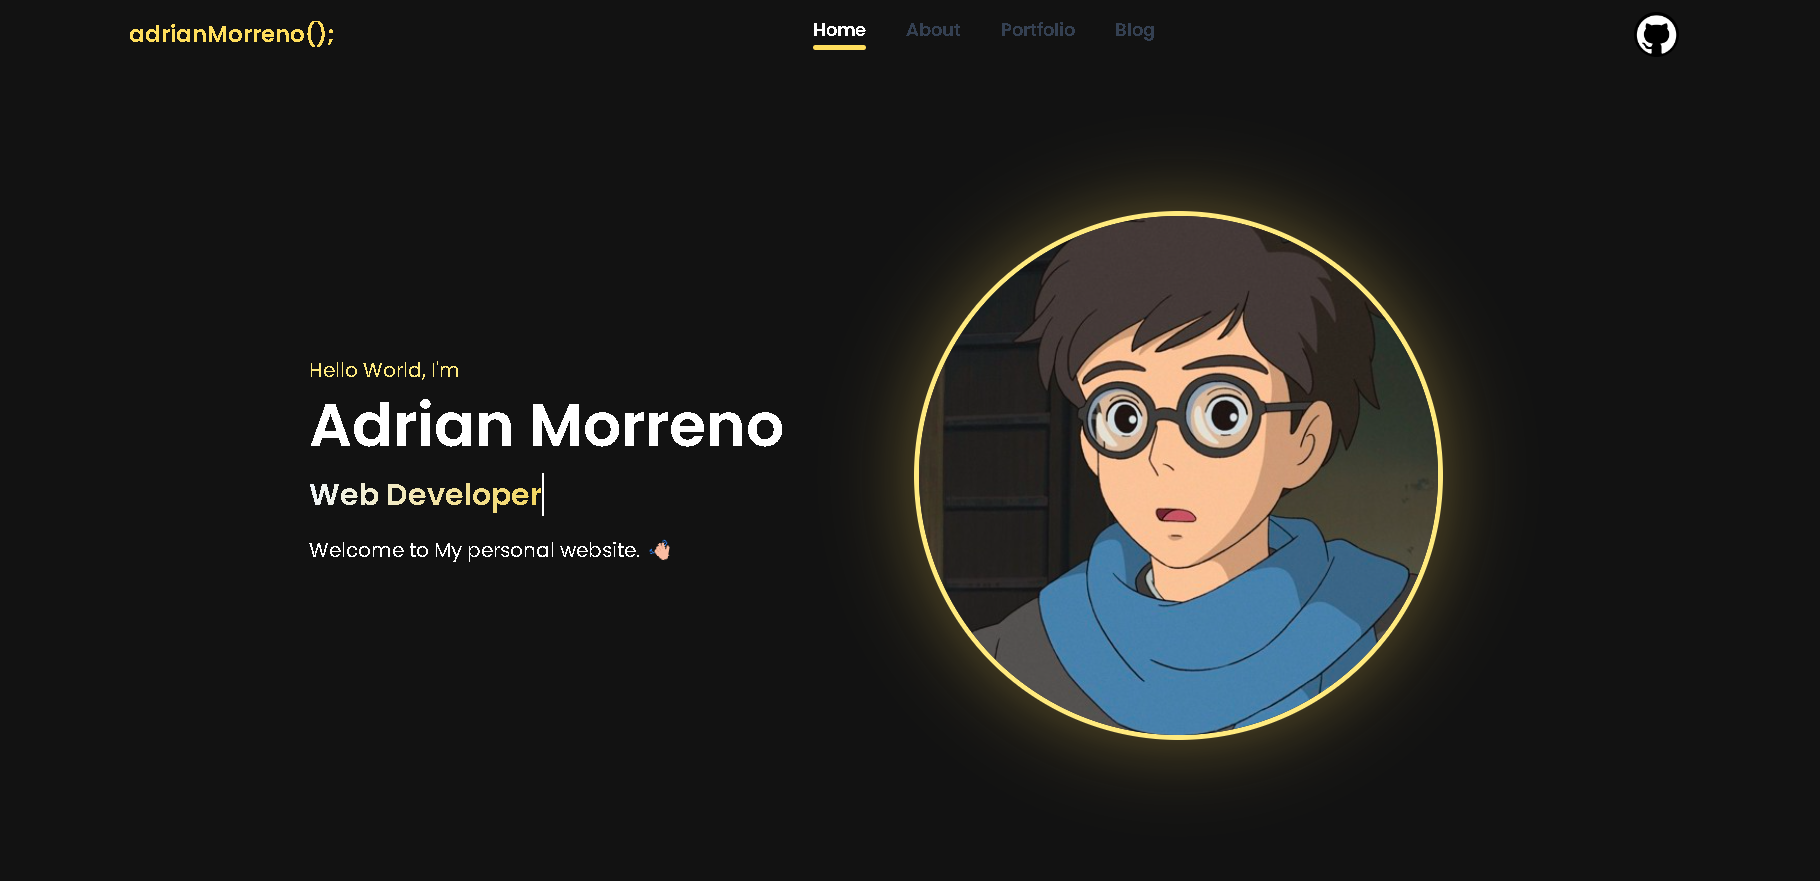 adrianMorreno();
Home About Portfolio Blog
Hello World, I'm
Adrian Morreno
Web Developer
Welcome to My personal website. 👋🏻